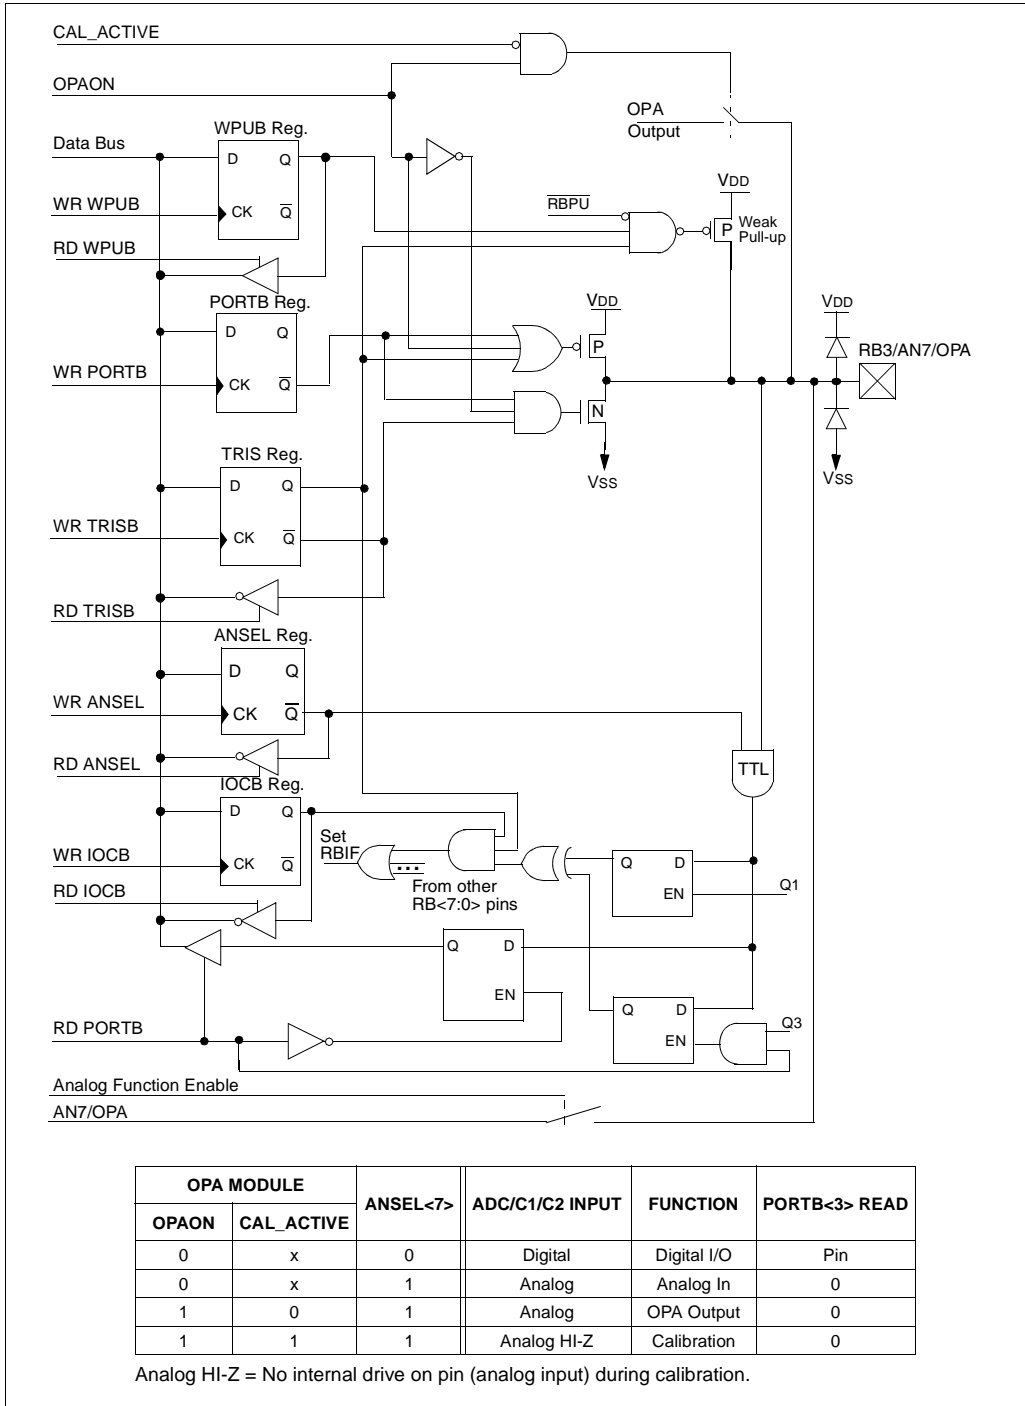 CAL_ACTIVE
OPAON
OPA
Output
WPUB Reg.
Data Bus
D Q
WR WPUB
CK Q̅
RD WPUB
R̅B̅P̅U̅
VDD
P
Weak
Pull-up
PORTB Reg.
D Q
WR PORTB
CK Q̅
VDD
P
N
VSS
VDD
RB3/AN7/OPA
VSS
TRIS Reg.
D Q
WR TRISB
CK Q̅
RD TRISB
ANSEL Reg.
D Q
WR ANSEL
CK Q̅
RD ANSEL
TTL
IOCB Reg.
D Q
WR IOCB
CK Q̅
RD IOCB
Set
RBIF
From other
RB<7:0> pins
Q D
EN
Q1
Q D
EN
Q D
EN
Q3
RD PORTB
Analog Function Enable
AN7/OPA
OPA MODULE ANSEL<7> ADC/C1/C2 INPUT FUNCTION PORTB<3> READ
OPAON CAL_ACTIVE
0 x 0 Digital Digital I/O Pin
0 x 1 Analog Analog In 0
1 0 1 Analog OPA Output 0
1 1 1 Analog HI-Z Calibration 0
Analog HI-Z = No internal drive on pin (analog input) during calibration.